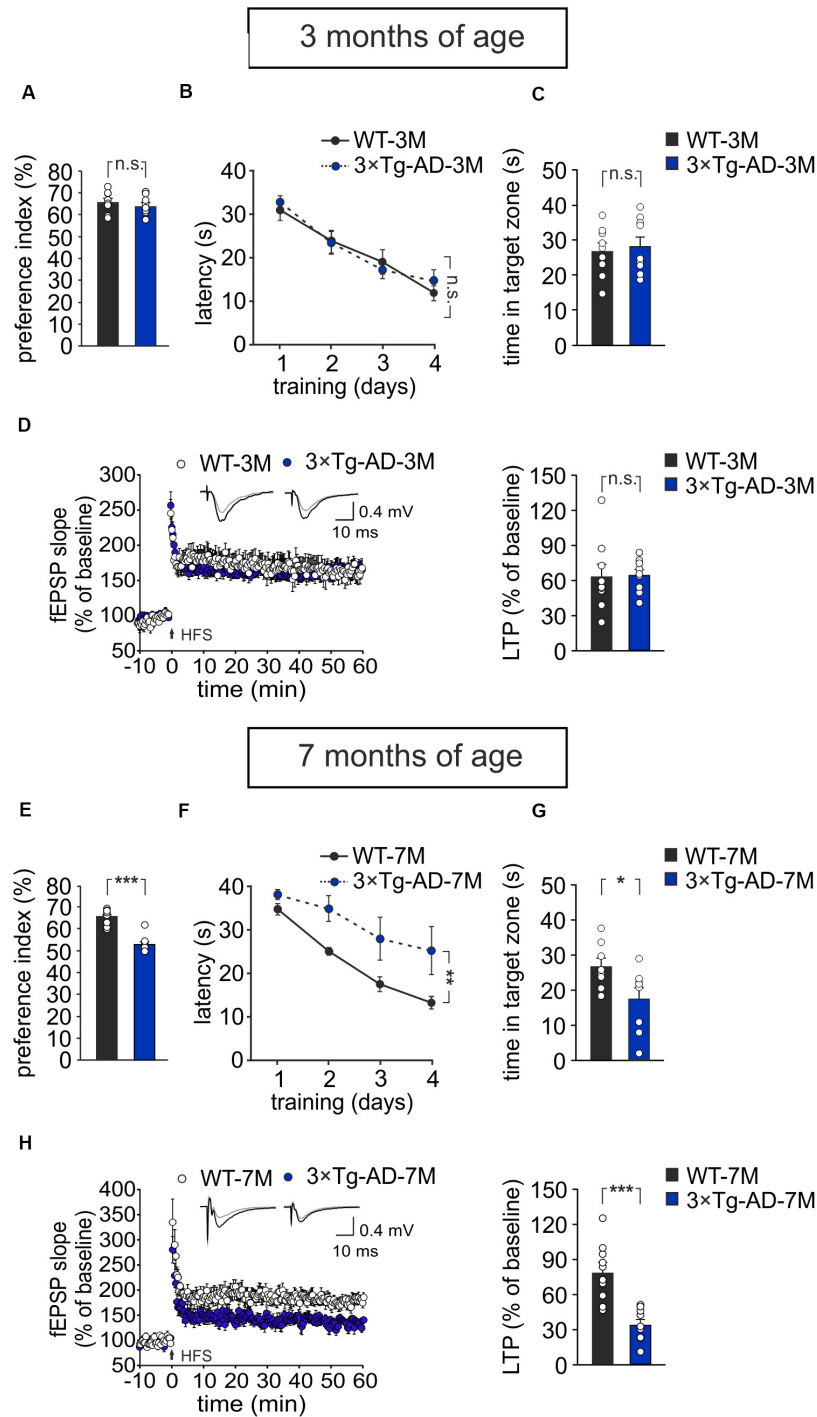 3 months of age
A
B
C
WT-3M
3×Tg-AD-3M
WT-3M
3×Tg-AD-3M
preference index (%)
80
70
60
50
40
30
20
10
0
n.s.
latency (s)
40
30
20
10
0
n.s.
1 2 3 4
training (days)
time in target zone (s)
50
40
30
20
10
0
n.s.
D
WT-3M 3×Tg-AD-3M
fEPSP slope
(% of baseline)
300
250
200
150
100
50
0.4 mV
10 ms
HFS
-10 0 10 20 30 40 50 60
time (min)
WT-3M
3×Tg-AD-3M
LTP (% of baseline)
150
120
90
60
30
0
n.s.
7 months of age
E
F
G
WT-7M
3×Tg-AD-7M
WT-7M
3×Tg-AD-7M
preference index (%)
80
70
60
50
40
30
20
10
0
***
latency (s)
40
30
20
10
0
**
1 2 3 4
training (days)
time in target zone (s)
50
40
30
20
10
0
*
H
WT-7M 3×Tg-AD-7M
fEPSP slope
(% of baseline)
400
350
300
250
200
150
100
50
0.4 mV
10 ms
HFS
-10 0 10 20 30 40 50 60
time (min)
WT-7M
3×Tg-AD-7M
LTP (% of baseline)
150
120
90
60
30
0
***